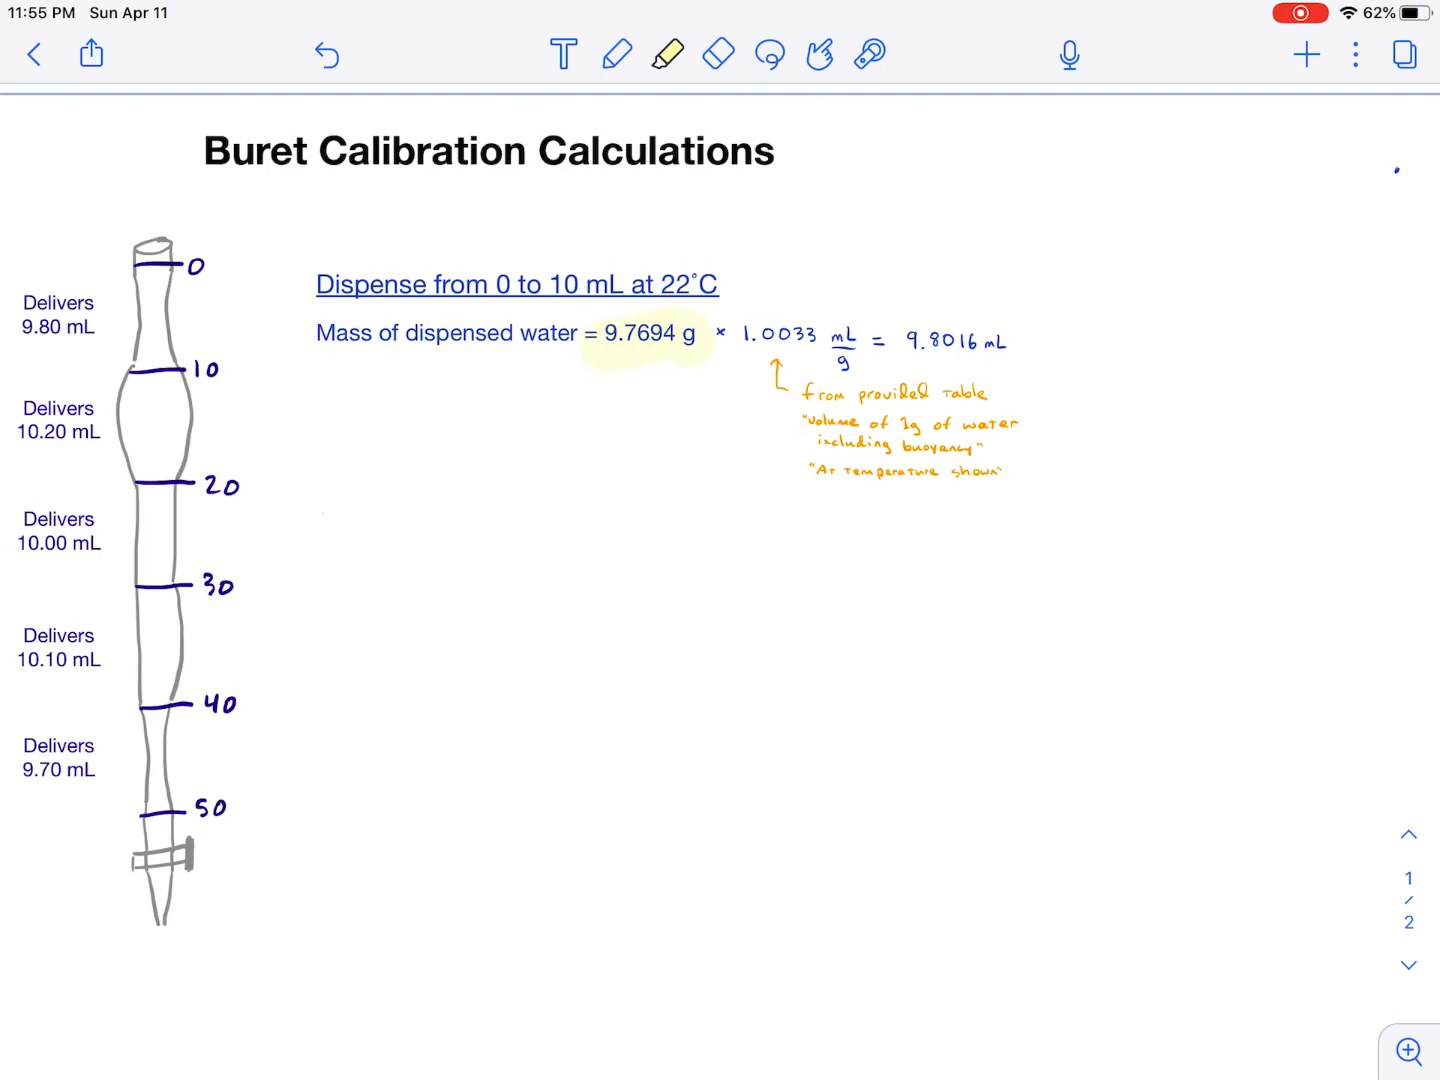 11:55 PM Sun Apr 11
62%
Buret Calibration Calculations
0
Delivers
9.80 mL
10
Delivers
10.20 mL
20
Delivers
10.00 mL
30
Delivers
10.10 mL
40
Delivers
9.70 mL
50
Dispense from 0 to 10 mL at 22°C
Mass of dispensed water = 9.7694 g × 1.0033 mL/g = 9.8016 mL
from provided table
"Volume of 1g of water
including buoyancy"
"At temperature shown"
1
/
2